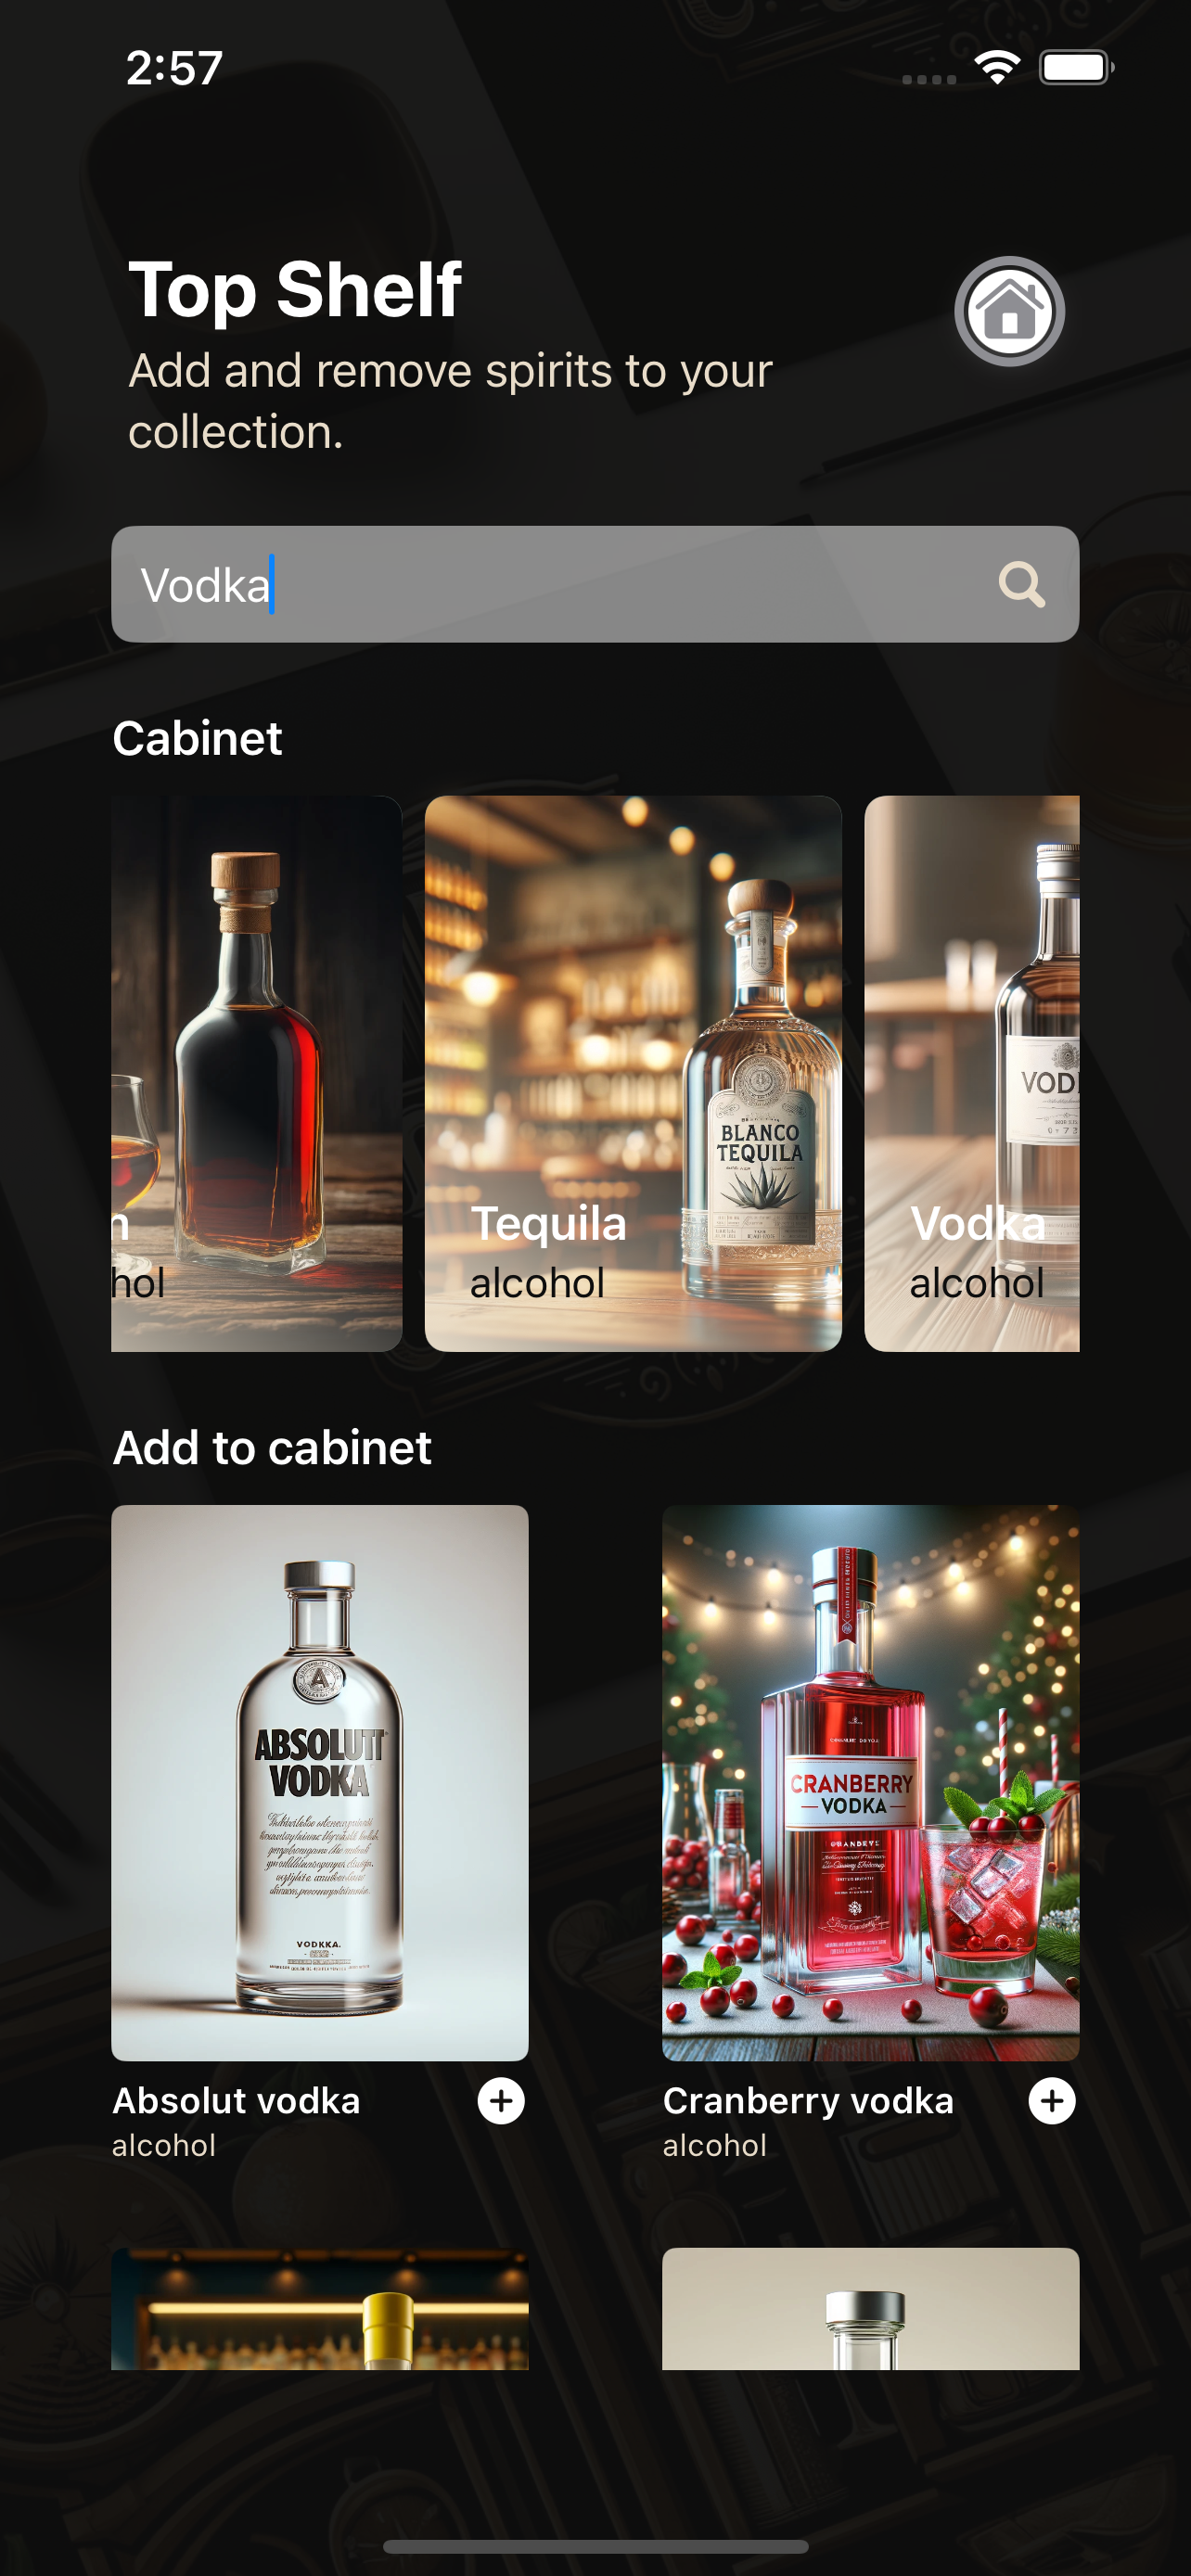 2:57
Top Shelf
Add and remove spirits to your
collection.
Vodka
Cabinet
BLANCO
TEQUILA
VOD
n
Tequila
Vodka
hol
alcohol
alcohol
Add to cabinet
A
ABSOLUTT
VODKA
VODKKA.
CRANBERRY
VODKA
Absolut vodka
Cranberry vodka
alcohol
alcohol